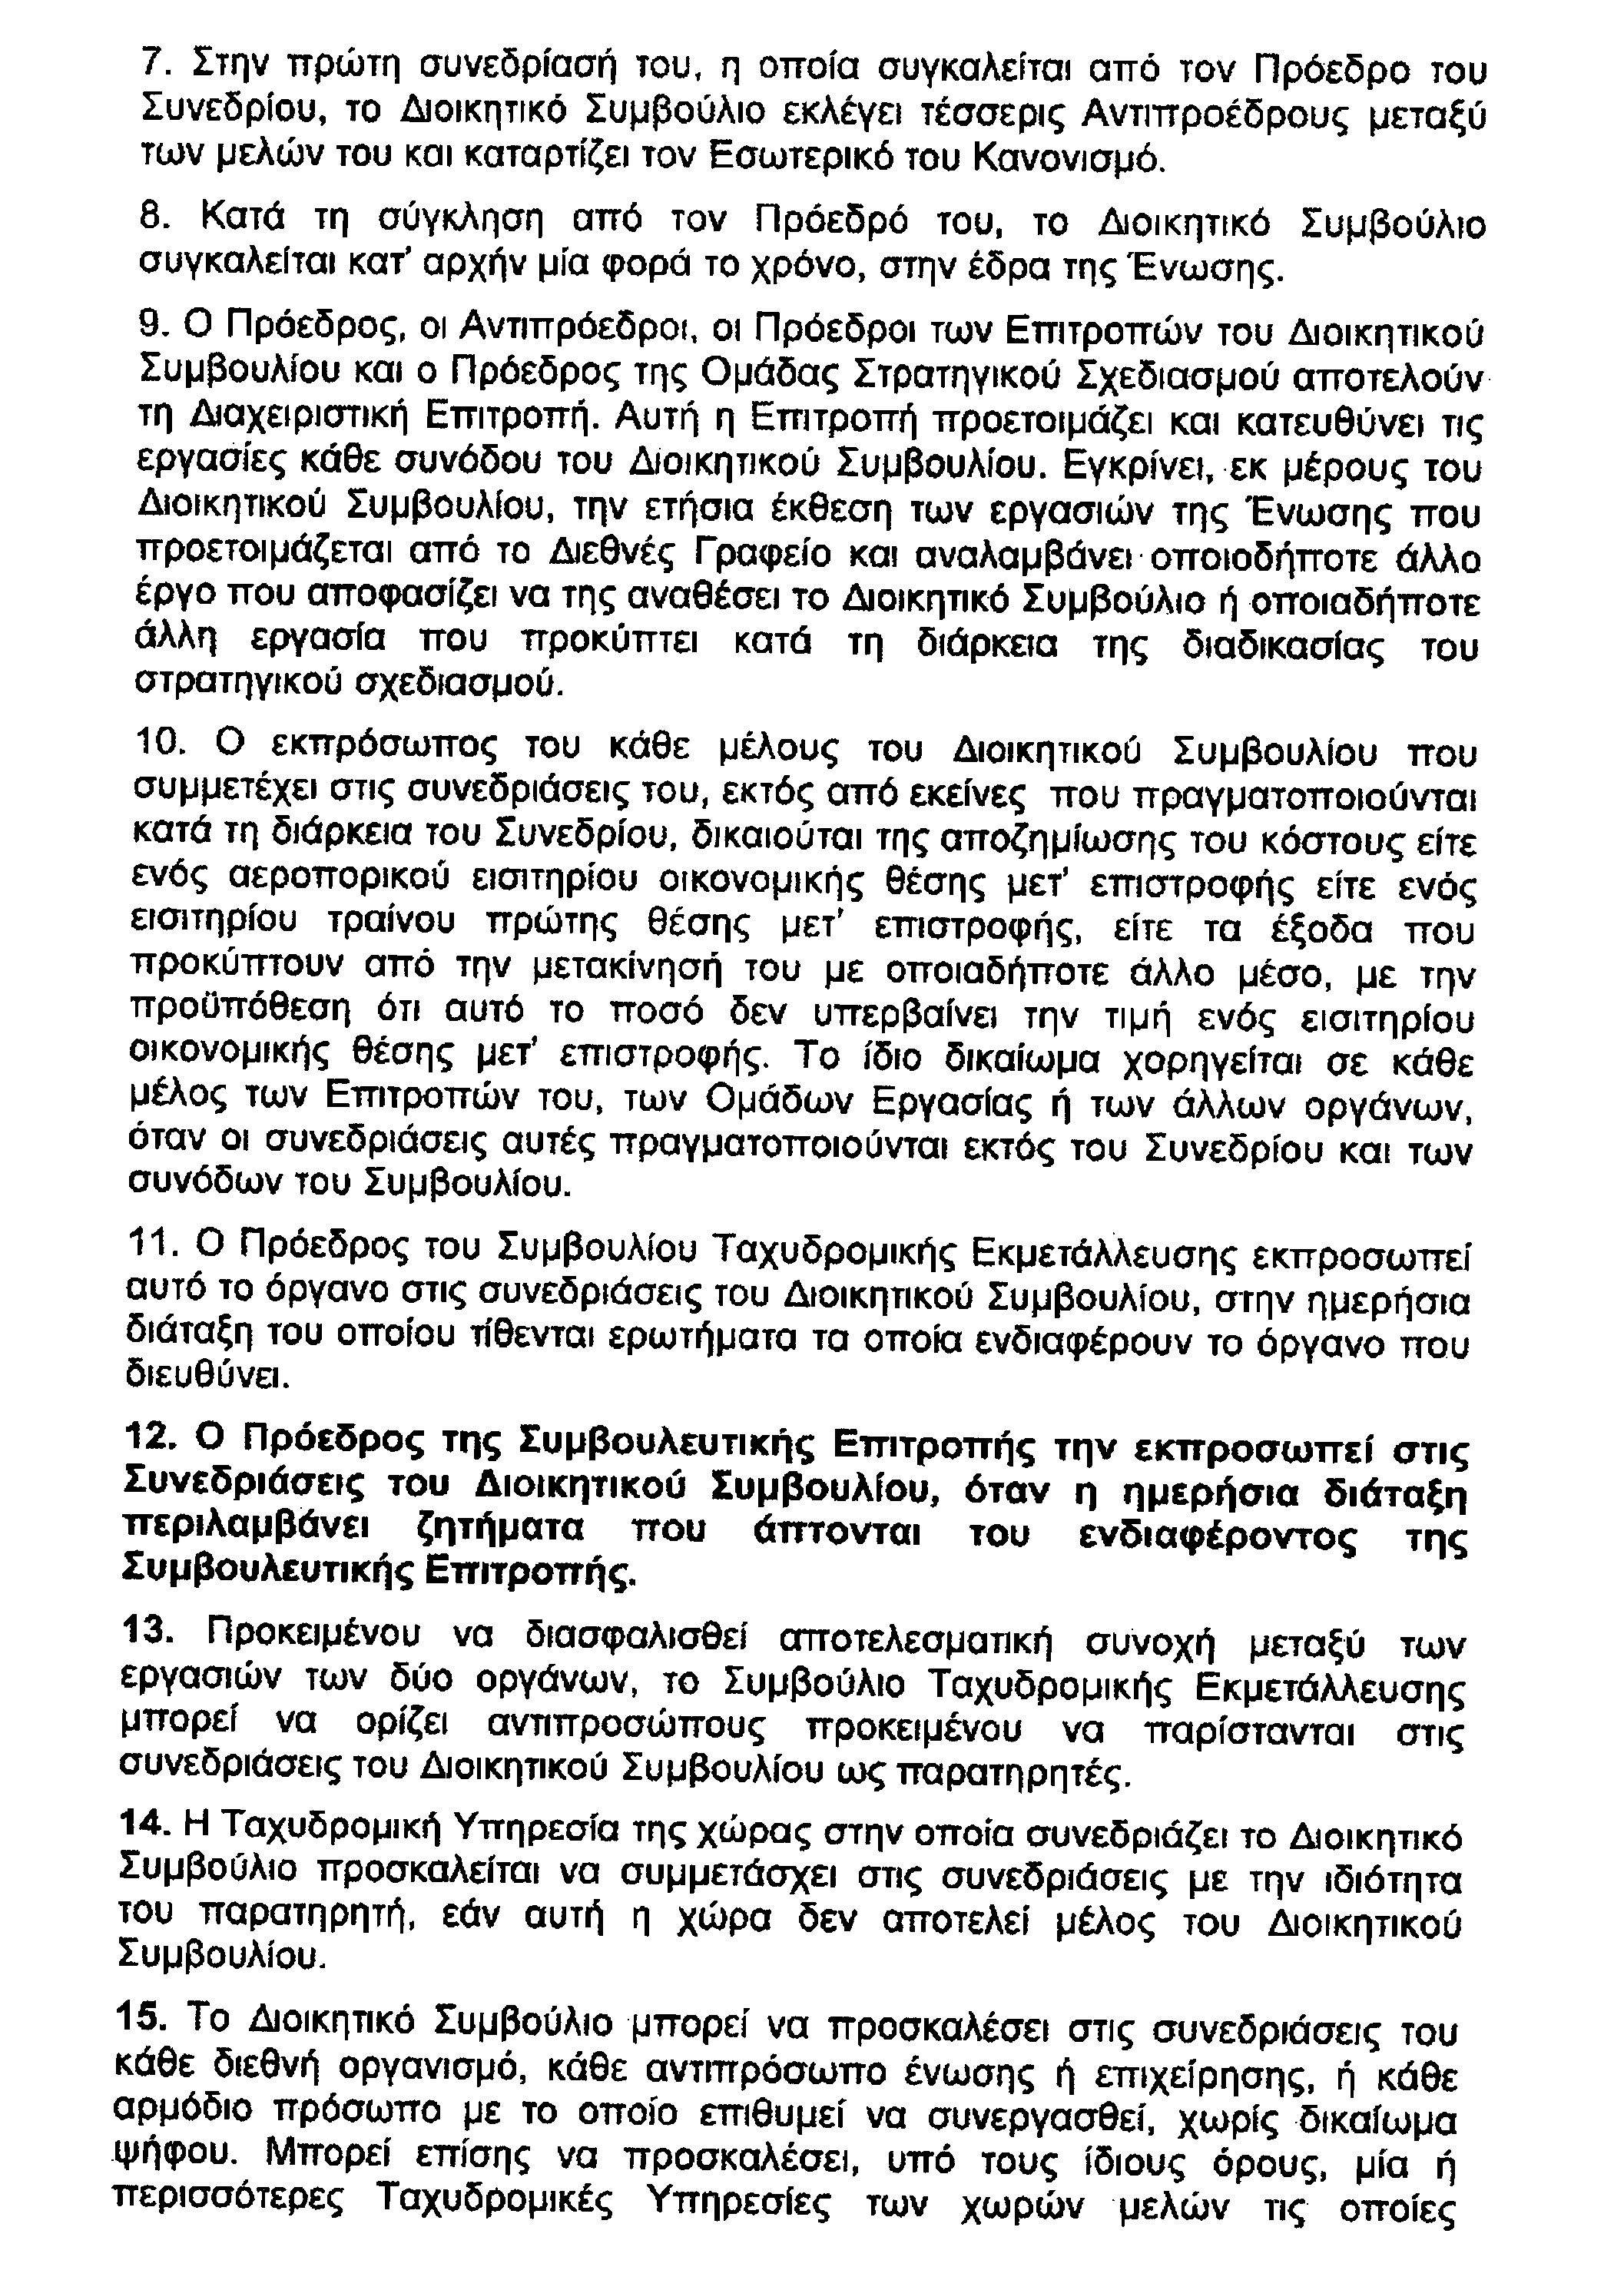 7. Στην πρώτη συνεδρίασή του, η οποία συγκαλείται από τον Πρόεδρο του
Συνεδρίου, το Διοικητικό Συμβούλιο εκλέγει τέσσερις Αντιπροέδρους μεταξύ
των μελών του και καταρτίζει τον Εσωτερικό του Κανονισμό.
8. Κατά τη σύγκληση από τον Πρόεδρό του, το Διοικητικό Συμβούλιο
συγκαλείται κατ’ αρχήν μία φορά το χρόνο, στην έδρα της Ένωσης.
9. Ο Πρόεδρος, οι Αντιπρόεδροι, οι Πρόεδροι των Επιτροπών του Διοικητικού
Συμβουλίου και ο Πρόεδρος της Ομάδας Στρατηγικού Σχεδιασμού αποτελούν
τη Διαχειριστική Επιτροπή. Αυτή η Επιτροπή προετοιμάζει και κατευθύνει τις
εργασίες κάθε συνόδου του Διοικητικού Συμβουλίου. Εγκρίνει, εκ μέρους του
Διοικητικού Συμβουλίου, την ετήσια έκθεση των εργασιών της Ένωσης που
προετοιμάζεται από το Διεθνές Γραφείο και αναλαμβάνει οποιοδήποτε άλλο
έργο που αποφασίζει να της αναθέσει το Διοικητικό Συμβούλιο ή οποιαδήποτε
άλλη εργασία που προκύπτει κατά τη διάρκεια της διαδικασίας του
στρατηγικού σχεδιασμού.
10. Ο εκπρόσωπος του κάθε μέλους του Διοικητικού Συμβουλίου που
συμμετέχει στις συνεδριάσεις του, εκτός από εκείνες που πραγματοποιούνται
κατά τη διάρκεια του Συνεδρίου, δικαιούται της αποζημίωσης του κόστους είτε
ενός αεροπορικού εισιτηρίου οικονομικής θέσης μετ’ επιστροφής είτε ενός
εισιτηρίου τραίνου πρώτης θέσης μετ’ επιστροφής, είτε τα έξοδα που
προκύπτουν από την μετακίνησή του με οποιαδήποτε άλλο μέσο, με την
προϋπόθεση ότι αυτό το ποσό δεν υπερβαίνει την τιμή ενός εισιτηρίου
οικονομικής θέσης μετ’ επιστροφής. Το ίδιο δικαίωμα χορηγείται σε κάθε
μέλος των Επιτροπών του, των Ομάδων Εργασίας ή των άλλων οργάνων,
όταν οι συνεδριάσεις αυτές πραγματοποιούνται εκτός του Συνεδρίου και των
συνόδων του Συμβουλίου.
11. Ο Πρόεδρος του Συμβουλίου Ταχυδρομικής Εκμετάλλευσης εκπροσωπεί
αυτό το όργανο στις συνεδριάσεις του Διοικητικού Συμβουλίου, στην ημερήσια
διάταξη του οποίου τίθενται ερωτήματα τα οποία ενδιαφέρουν το όργανο που
διευθύνει.
12. Ο Πρόεδρος της Συμβουλευτικής Επιτροπής την εκπροσωπεί στις
Συνεδριάσεις του Διοικητικού Συμβουλίου, όταν η ημερήσια διάταξη
περιλαμβάνει ζητήματα που άπτονται του ενδιαφέροντος της
Συμβουλευτικής Επιτροπής.
13. Προκειμένου να διασφαλισθεί αποτελεσματική συνοχή μεταξύ των
εργασιών των δύο οργάνων, το Συμβούλιο Ταχυδρομικής Εκμετάλλευσης
μπορεί να ορίζει αντιπροσώπους προκειμένου να παρίστανται στις
συνεδριάσεις του Διοικητικού Συμβουλίου ως παρατηρητές.
14. Η Ταχυδρομική Υπηρεσία της χώρας στην οποία συνεδριάζει το Διοικητικό
Συμβούλιο προσκαλείται να συμμετάσχει στις συνεδριάσεις με την ιδιότητα
του παρατηρητή, εάν αυτή η χώρα δεν αποτελεί μέλος του Διοικητικού
Συμβουλίου.
15. Το Διοικητικό Συμβούλιο μπορεί να προσκαλέσει στις συνεδριάσεις του
κάθε διεθνή οργανισμό, κάθε αντιπρόσωπο ένωσης ή επιχείρησης, ή κάθε
αρμόδιο πρόσωπο με το οποίο επιθυμεί να συνεργασθεί, χωρίς δικαίωμα
ψήφου. Μπορεί επίσης να προσκαλέσει, υπό τους ίδιους όρους, μία ή
περισσότερες Ταχυδρομικές Υπηρεσίες των χωρών μελών τις οποίες